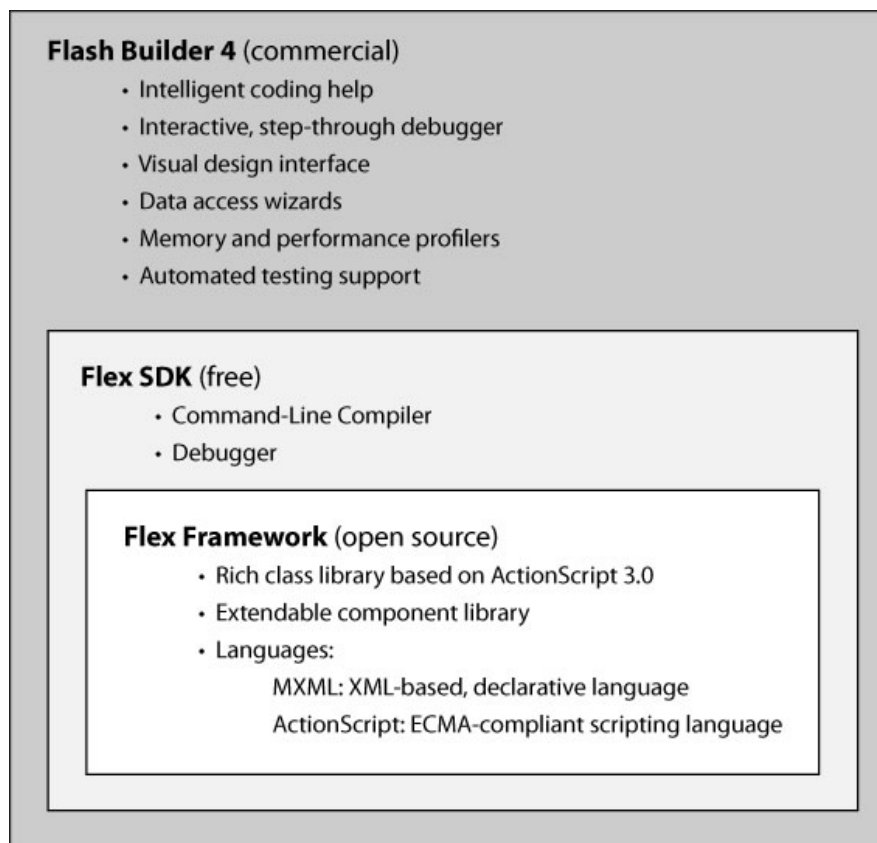 Flash Builder 4 (commercial)
• Intelligent coding help
• Interactive, step-through debugger
• Visual design interface
• Data access wizards
• Memory and performance profilers
• Automated testing support
Flex SDK (free)
• Command-Line Compiler
• Debugger
Flex Framework (open source)
• Rich class library based on ActionScript 3.0
• Extendable component library
• Languages:
MXML: XML-based, declarative language
ActionScript: ECMA-compliant scripting language